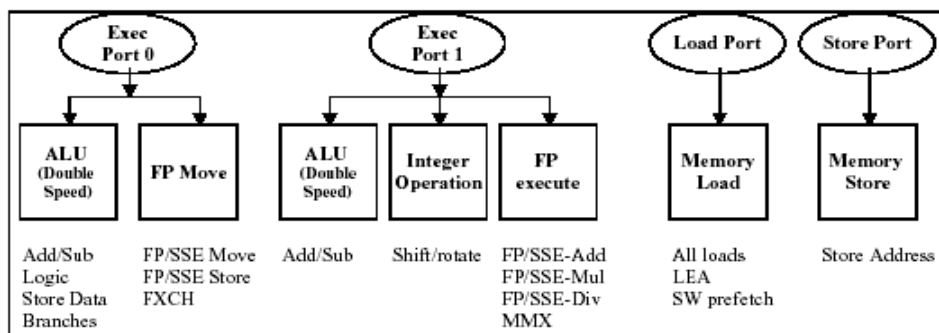 Exec
Port 0
Exec
Port 1
Load Port
Store Port
ALU
(Double
Speed)
FP Move
ALU
(Double
Speed)
Integer
Operation
FP
execute
Memory
Load
Memory
Store
Add/Sub
Logic
Store Data
Branches
FP/SSE Move
FP/SSE Store
FXCH
Add/Sub
Shift/rotate
FP/SSE-Add
FP/SSE-Mul
FP/SSE-Div
MMX
All loads
LEA
SW prefetch
Store Address